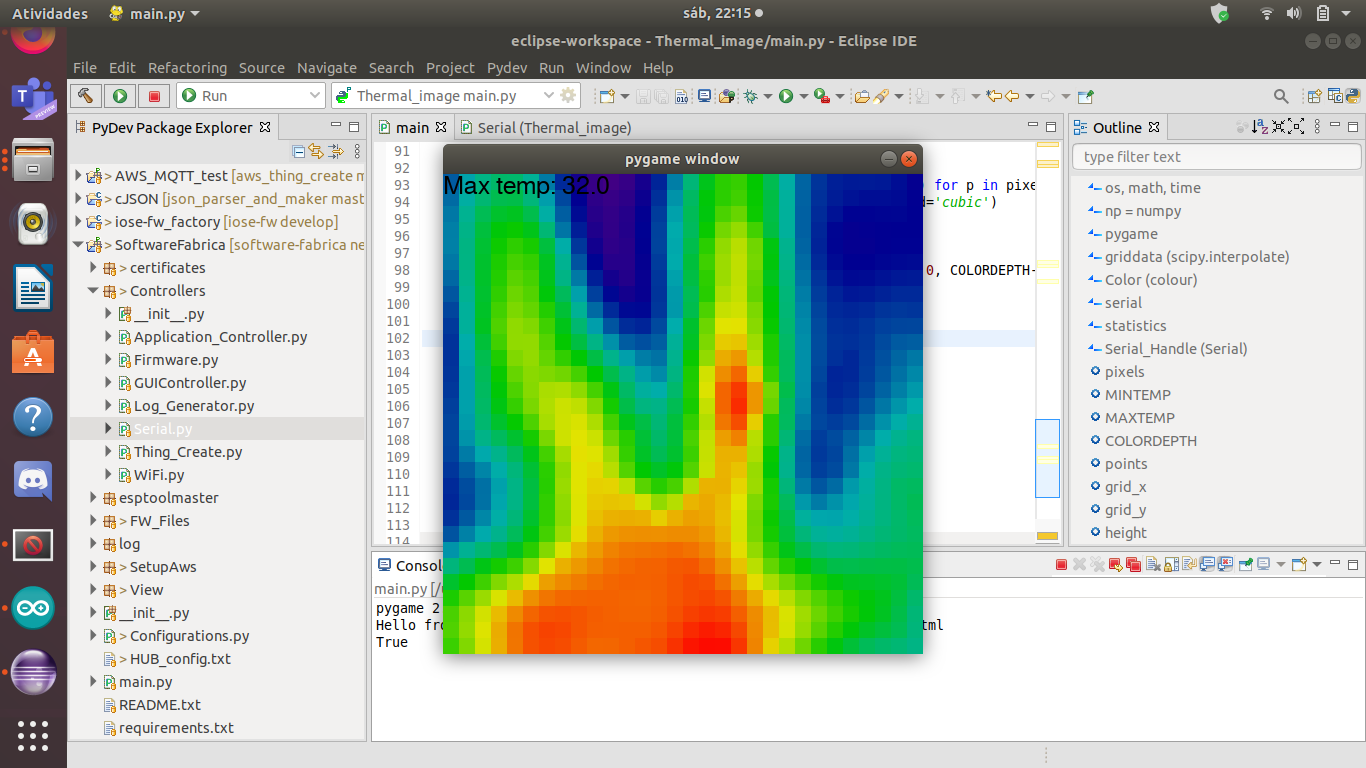 Atividades
main.py
sáb, 22:15
eclipse-workspace - Thermal_image/main.py - Eclipse IDE
File Edit Refactoring Source Navigate Search Project Pydev Run Window Help
Run
Thermal_image main.py
PyDev Package Explorer
> AWS_MQTT_test [aws_thing_create m
> cJSON [json_parser_and_maker mast
> iose-fw_factory [iose-fw develop]
> SoftwareFabrica [software-fabrica ne
> certificates
> Controllers
> __init__.py
Application_Controller.py
Firmware.py
GUIController.py
Log_Generator.py
Serial.py
Thing_Create.py
WiFi.py
esptoolmaster
> FW_Files
log
> SetupAws
> View
__init__.py
> Configurations.py
> HUB_config.txt
main.py
README.txt
requirements.txt
main
Serial (Thermal_image)
91
92
93 for p in pixe
94 d='cubic')
95
96
97
98 0, COLORDEPTH-
99
100
101
102
103
104
105
106
107
108
109
110
111
112
113
114
pygame window
Max temp: 32.0
Outline
type filter text
os, math, time
np = numpy
pygame
griddata (scipy.interpolate)
Color (colour)
serial
statistics
Serial_Handle (Serial)
pixels
MINTEMP
MAXTEMP
COLORDEPTH
points
grid_x
grid_y
height
Consol
main.py [/u
pygame 2
Hello fro tml
True